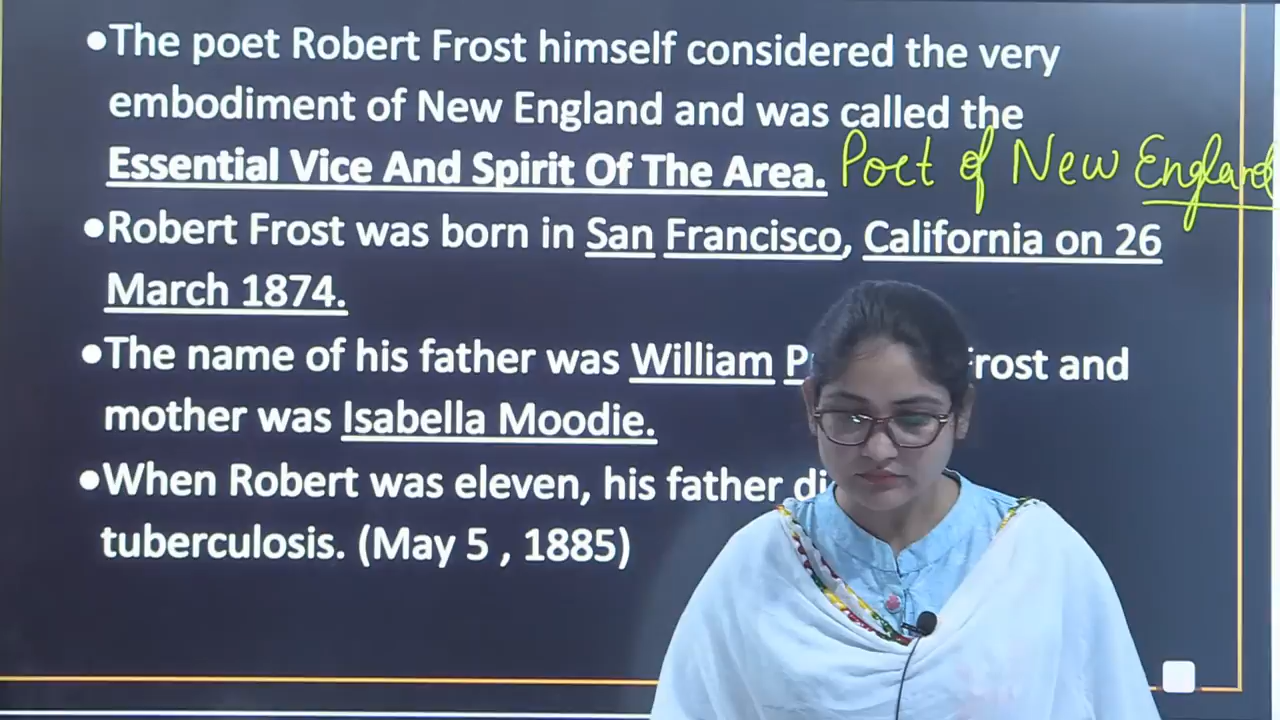 •The poet Robert Frost himself considered the very
embodiment of New England and was called the
Essential Vice And Spirit Of The Area. Poet of New England
•Robert Frost was born in San Francisco, California on 26
March 1874.
•The name of his father was William Frost and
mother was Isabella Moodie.
•When Robert was eleven, his father
tuberculosis. (May 5 , 1885)